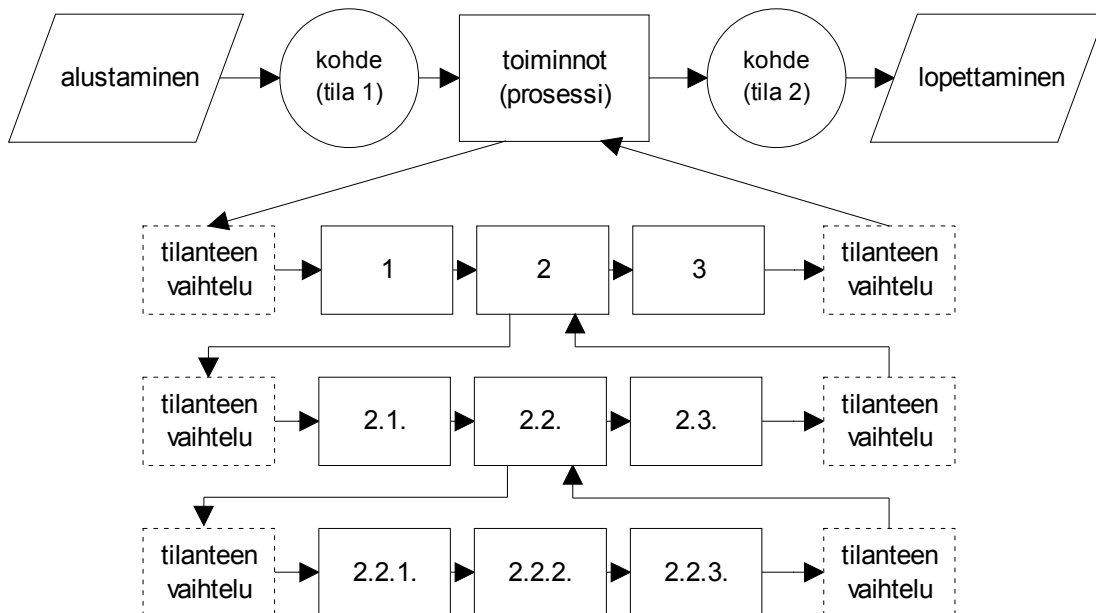 alustaminen
kohde
(tila 1)
toiminnot
(prosessi)
kohde
(tila 2)
lopettaminen
tilanteen
vaihtelu
1
2
3
tilanteen
vaihtelu
tilanteen
vaihtelu
2.1.
2.2.
2.3.
tilanteen
vaihtelu
tilanteen
vaihtelu
2.2.1.
2.2.2.
2.2.3.
tilanteen
vaihtelu